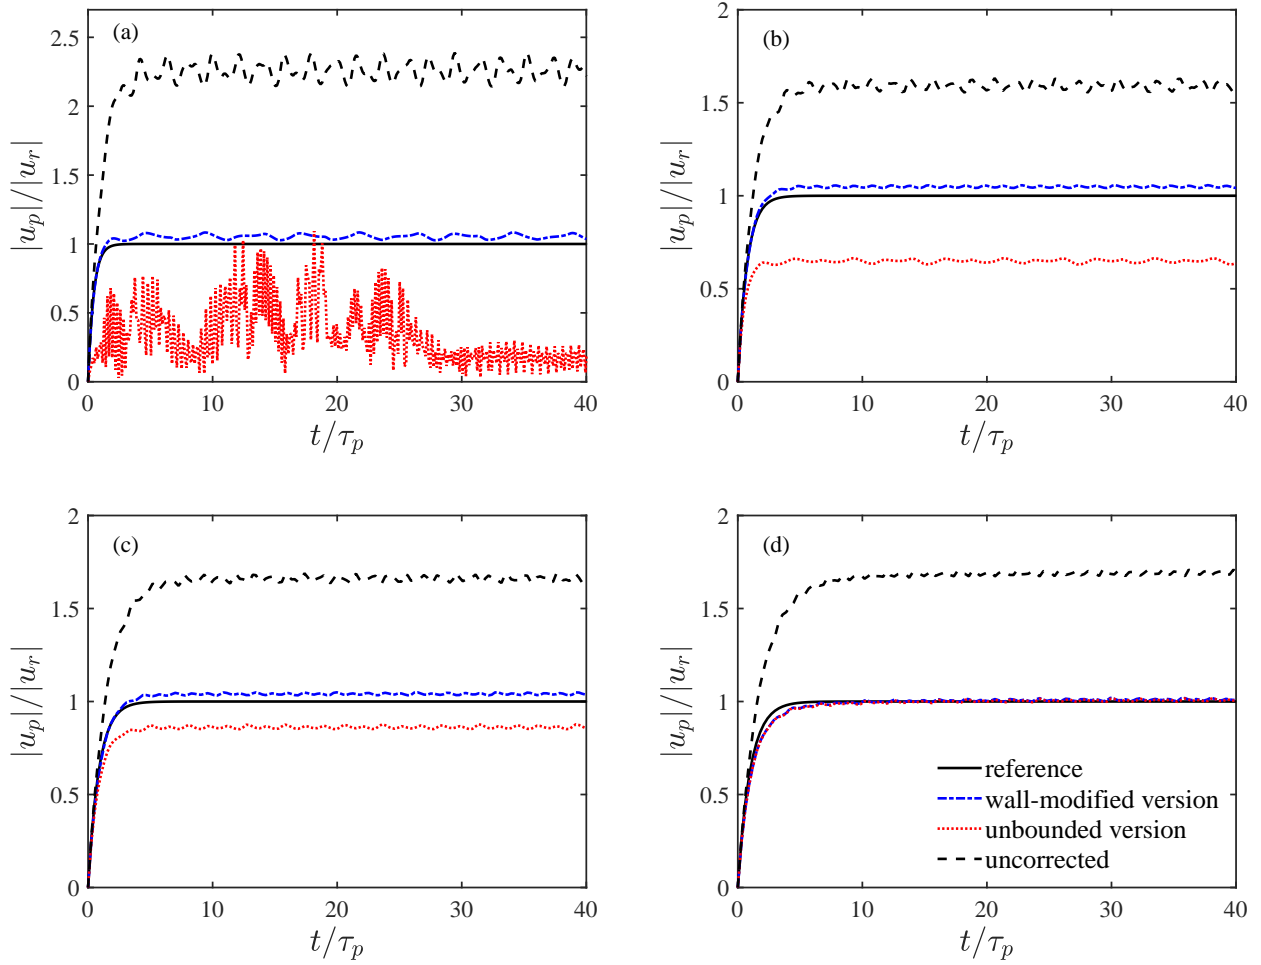 (a)
2.5
2
1.5
1
0.5
0
0 10 20 30 40
|u_p|/|u_r|
t/τ_p
(b)
2
1.5
1
0.5
0
0 10 20 30 40
|u_p|/|u_r|
t/τ_p
(c)
2
1.5
1
0.5
0
0 10 20 30 40
|u_p|/|u_r|
t/τ_p
(d)
2
1.5
1
0.5
0
0 10 20 30 40
|u_p|/|u_r|
t/τ_p
reference
wall-modified version
unbounded version
uncorrected